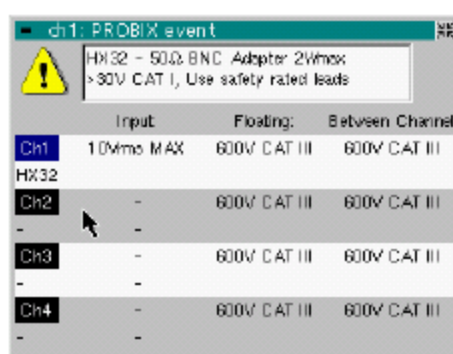 ch1: PROBIX event
HX32 - 50Ω BNC Adapter 2Wmax
>30V CAT I, Use safety rated leads
Input: Floating: Between Channel
Ch1 10Vrms MAX 600V CAT III 600V CAT III
HX32
Ch2 - 600V CAT III 600V CAT III
- -
Ch3 - 600V CAT III 600V CAT III
- -
Ch4 - 600V CAT III 600V CAT III
- -